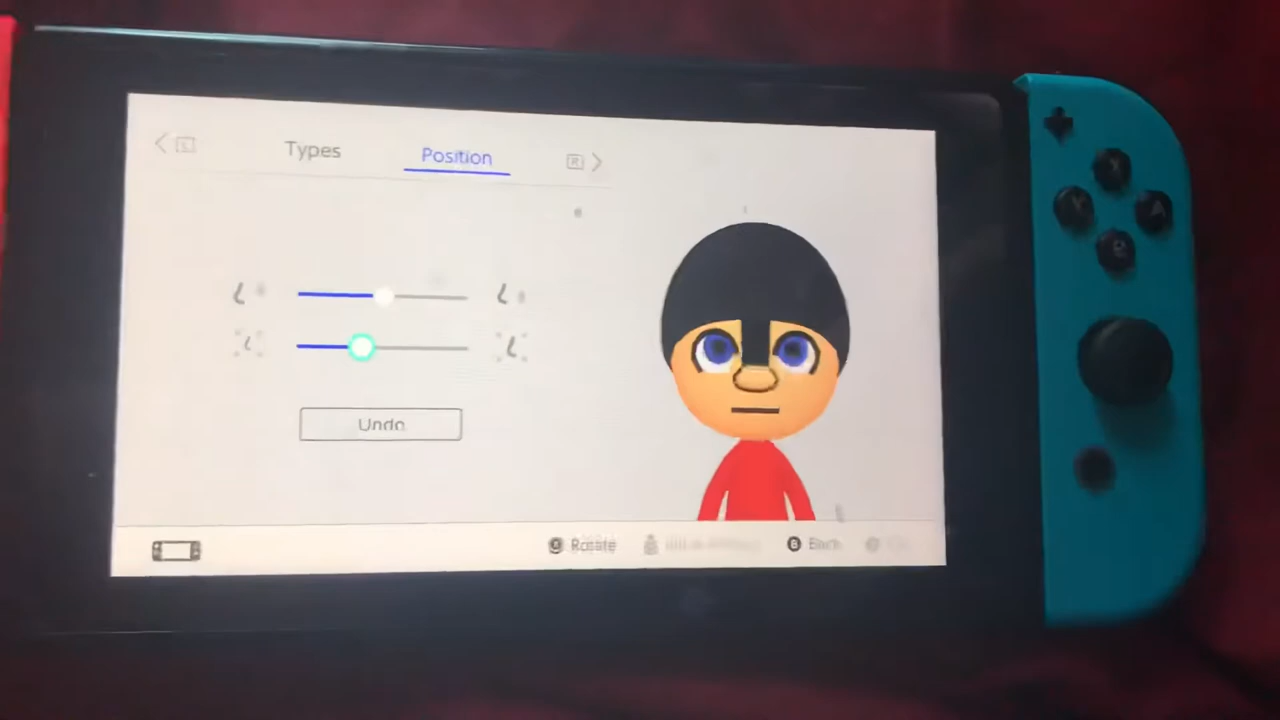 L
Types
Position
R
Undo
Rotate
B Back
X
Y
A